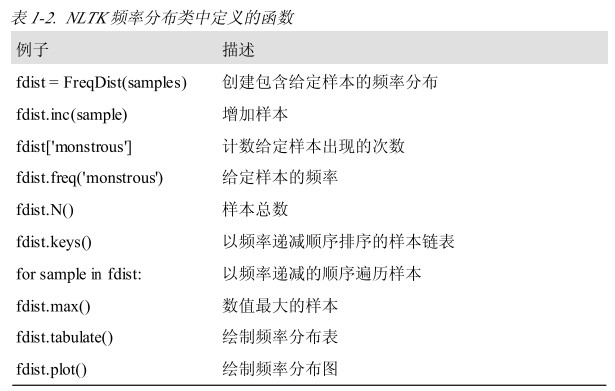 表 1-2. NLTK 频率分布类中定义的函数
例子 描述
fdist = FreqDist(samples) 创建包含给定样本的频率分布
fdist.inc(sample) 增加样本
fdist['monstrous'] 计数给定样本出现的次数
fdist.freq('monstrous') 给定样本的频率
fdist.N() 样本总数
fdist.keys() 以频率递减顺序排序的样本链表
for sample in fdist: 以频率递减的顺序遍历样本
fdist.max() 数值最大的样本
fdist.tabulate() 绘制频率分布表
fdist.plot() 绘制频率分布图